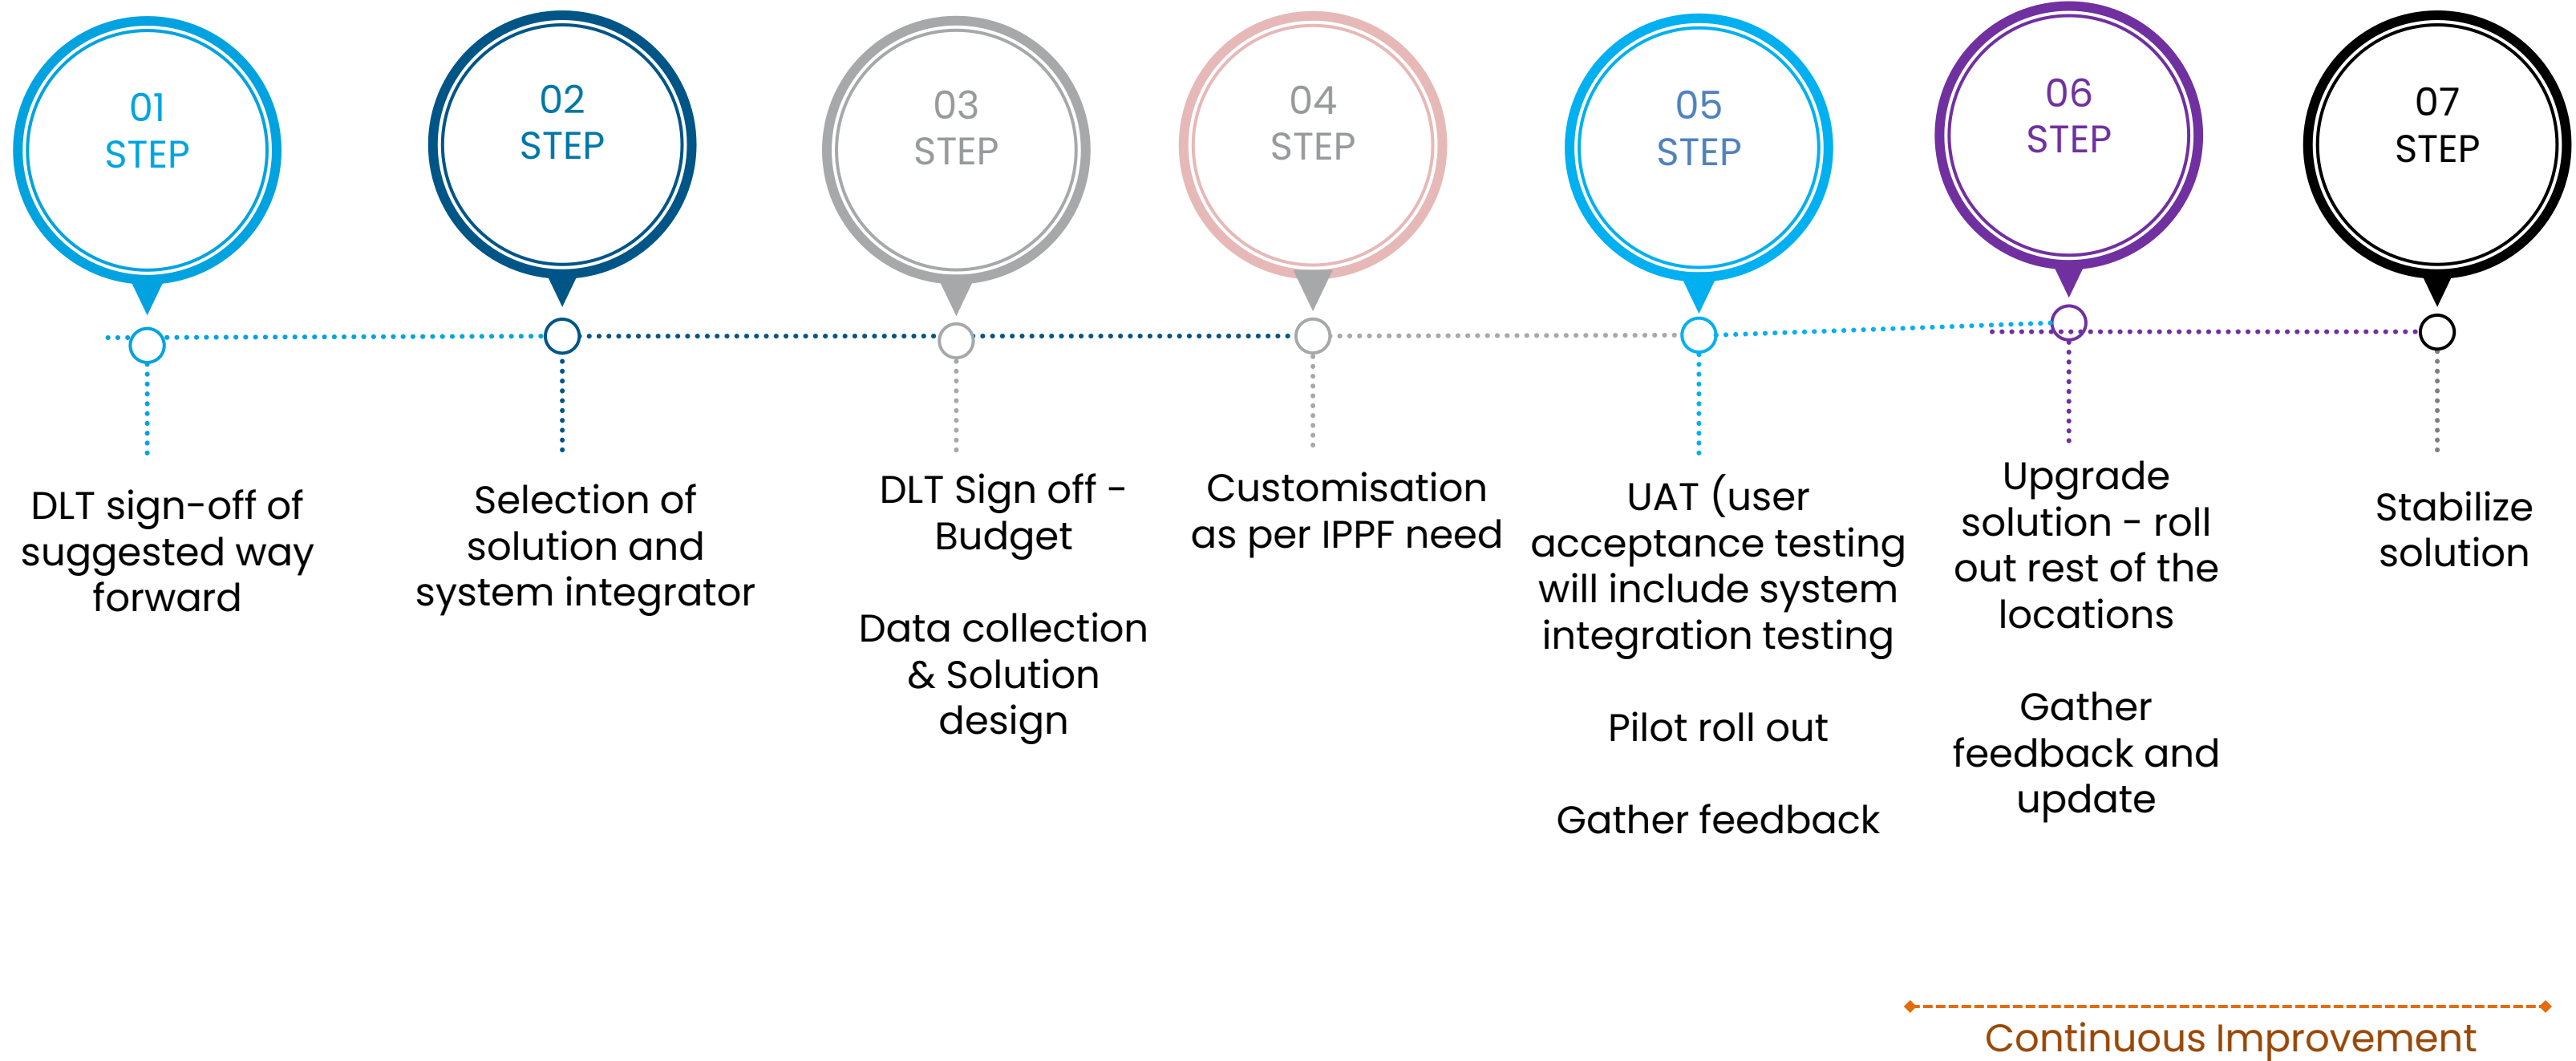 01
STEP
02
STEP
03
STEP
04
STEP
05
STEP
06
STEP
07
STEP
DLT sign-off of
suggested way
forward
Selection of
solution and
system integrator
DLT Sign off -
Budget
Data collection
& Solution
design
Customisation
as per IPPF need
UAT (user
acceptance testing
will include system
integration testing
Pilot roll out
Gather feedback
Upgrade
solution - roll
out rest of the
locations
Gather
feedback and
update
Stabilize
solution
Continuous Improvement